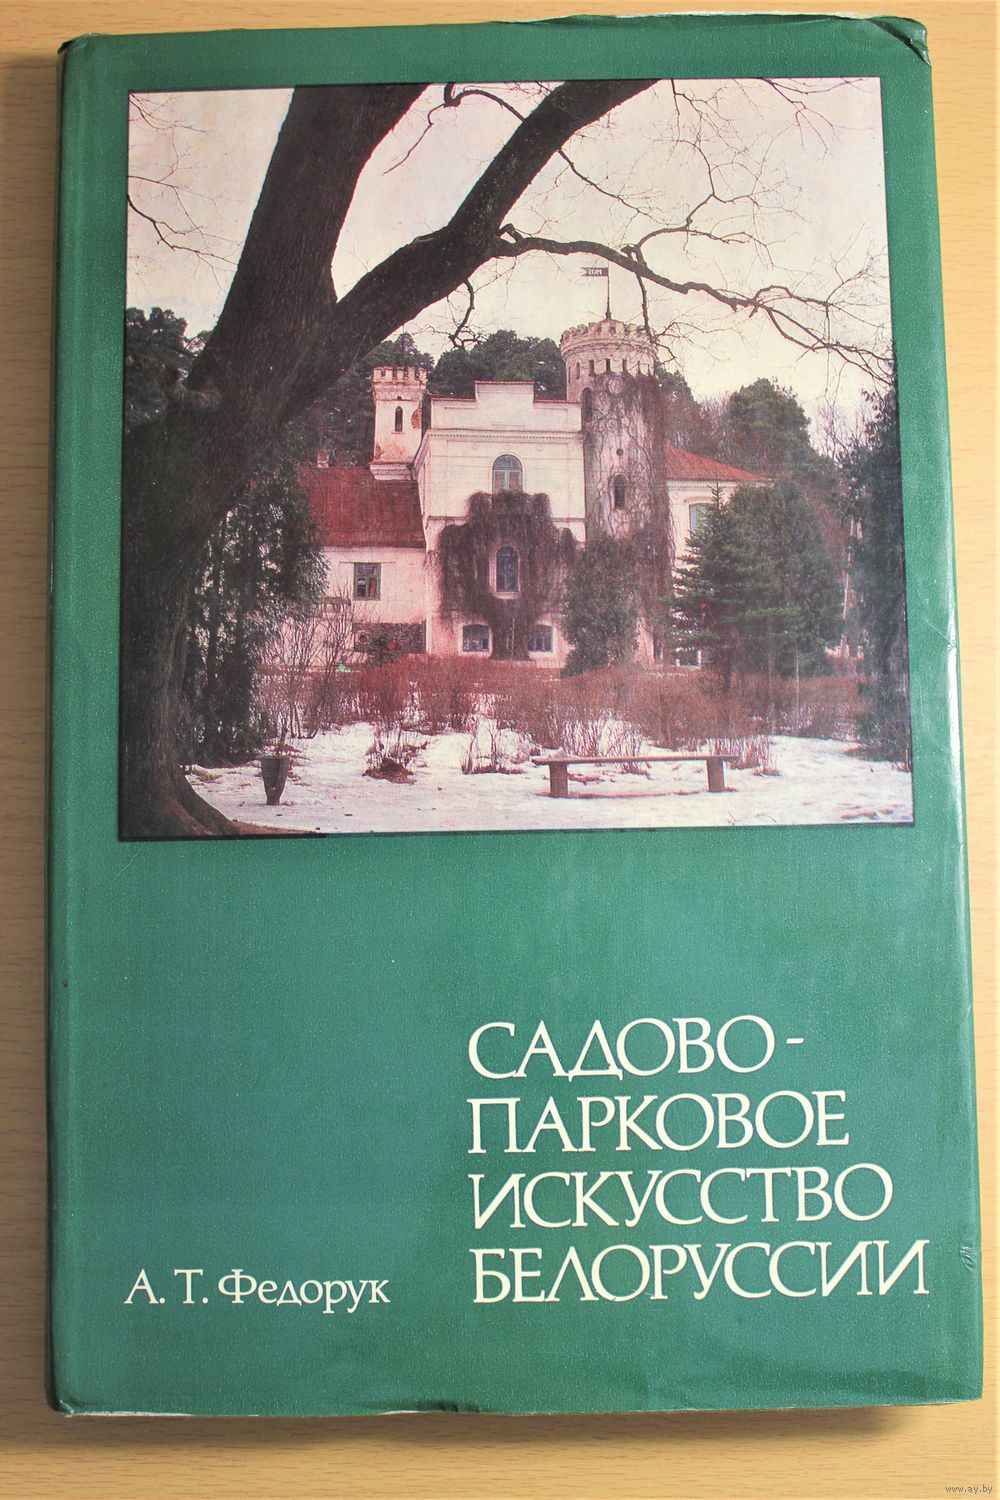 САДОВО-
ПАРКОВОЕ
ИСКУССТВО
БЕЛОРУССИИ
А. Т. Федорук
www.ay.by